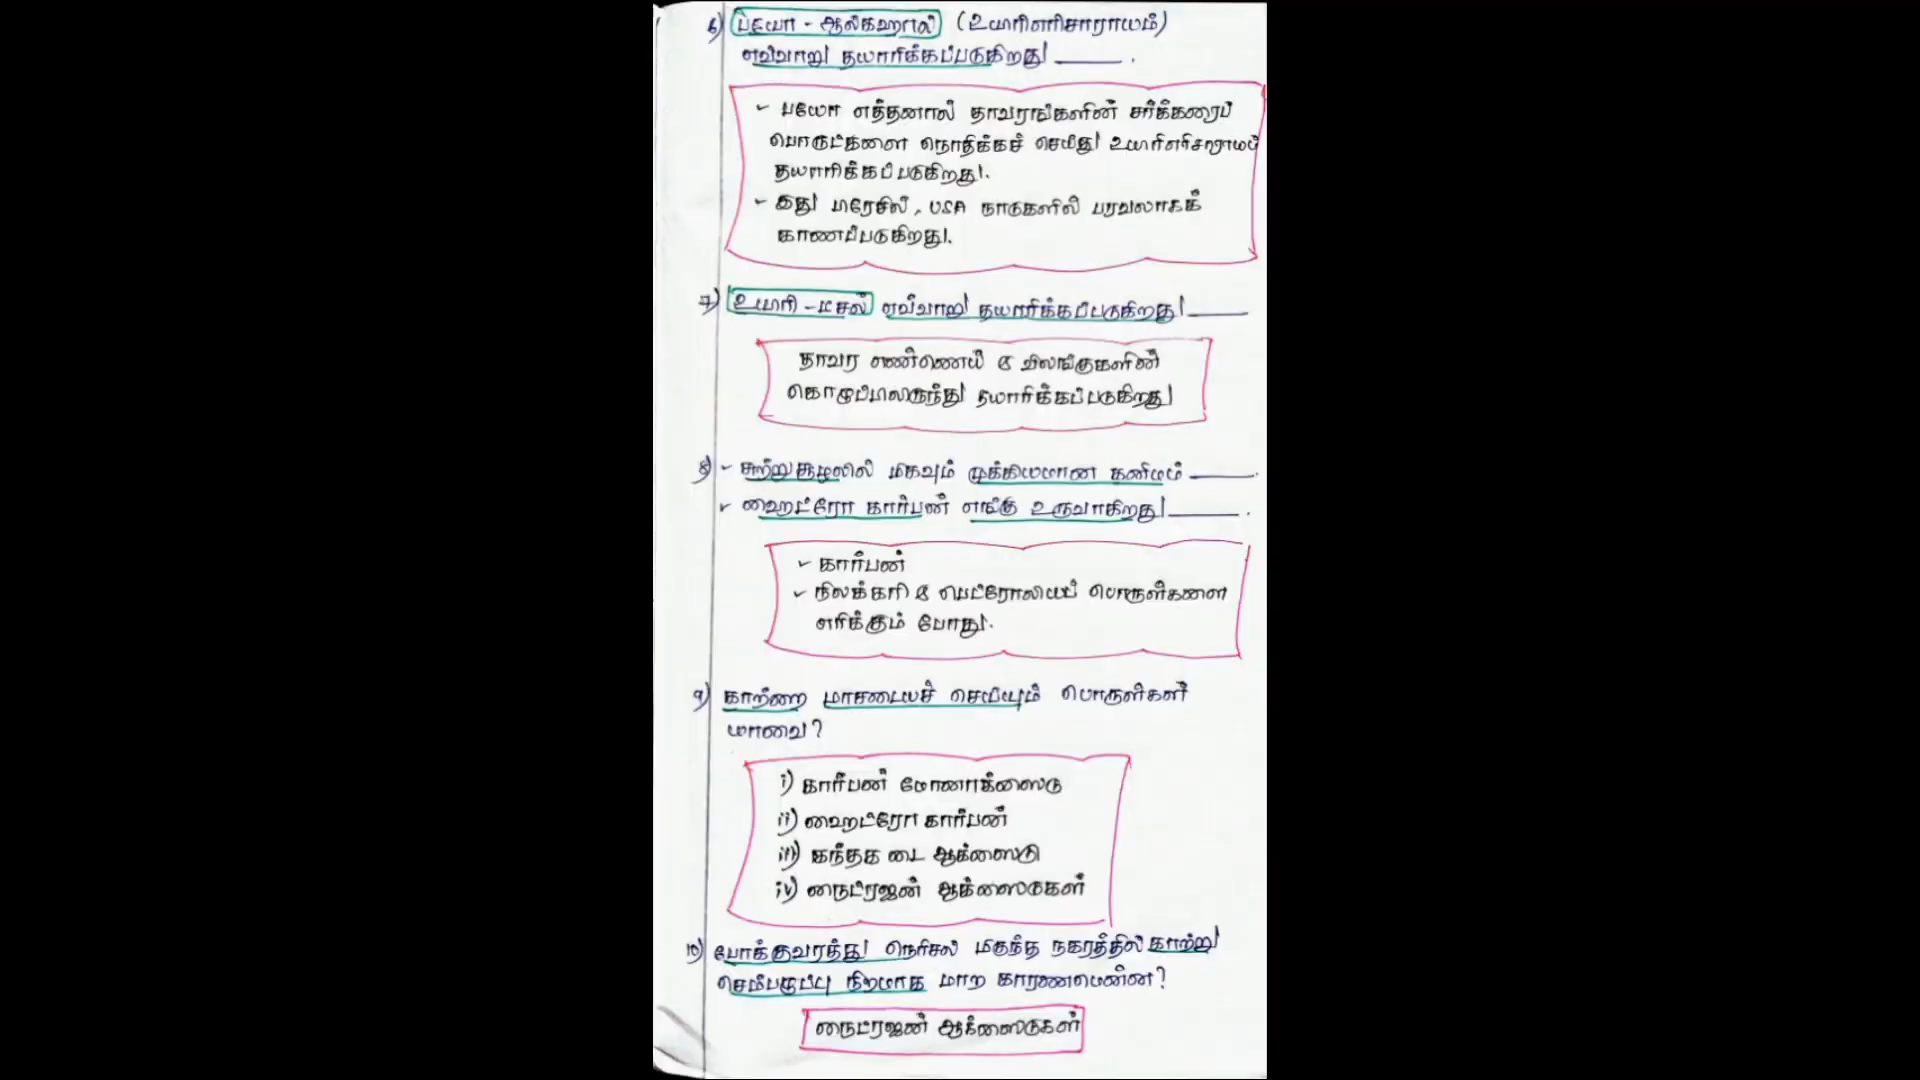 6) பயோ - ஆல்கஹால் (உயிரிஎரிசாராயம்)
எவ்வாறு தயாரிக்கப்படுகிறது ______ .
✓ பயோ எத்தனால் தாவரங்களின் சர்க்கரைப்
பொருட்களை நொதிக்கச் செய்து உயிரிஎரிசாராயம்
தயாரிக்கப்படுகிறது.
✓ இது பிரேசில், USA நாடுகளில் பரவலாகக்
காணப்படுகிறது.
7) உயிரி - டீசல் எவ்வாறு தயாரிக்கப்படுகிறது ______
தாவர எண்ணெய் & விலங்குகளின்
கொழுப்பிலிருந்து தயாரிக்கப்படுகிறது
8) ✓ சுற்றுசூழலில் மிகவும் முக்கியமான தனிமம் ______ .
✓ ஹைட்ரோ கார்பன் எங்கு உருவாகிறது ______ .
✓ கார்பன்
✓ நிலக்கரி & பெட்ரோலியப் பொருள்களை
எரிக்கும் போது.
9) காற்றை மாசடையச் செய்யும் பொருள்கள்
யாவை?
i) கார்பன் மோனாக்ஸைடு
ii) ஹைட்ரோ கார்பன்
iii) கந்தக டை ஆக்ஸைடு
iv) நைட்ரஜன் ஆக்ஸைடுகள்
10) போக்குவரத்து நெரிசல் மிகுந்த நகரத்தில் காற்று
செம்பழுப்பு நிறமாக மாற காரணமென்ன?
நைட்ரஜன் ஆக்ஸைடுகள்